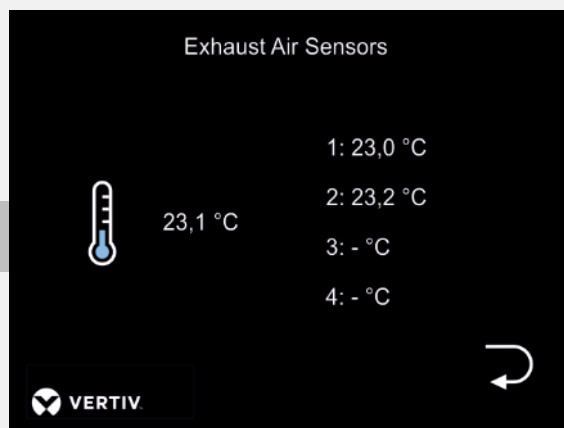 Exhaust Air Sensors
23,1 °C
1: 23,0 °C
2: 23,2 °C
3: - °C
4: - °C
VERTIV.